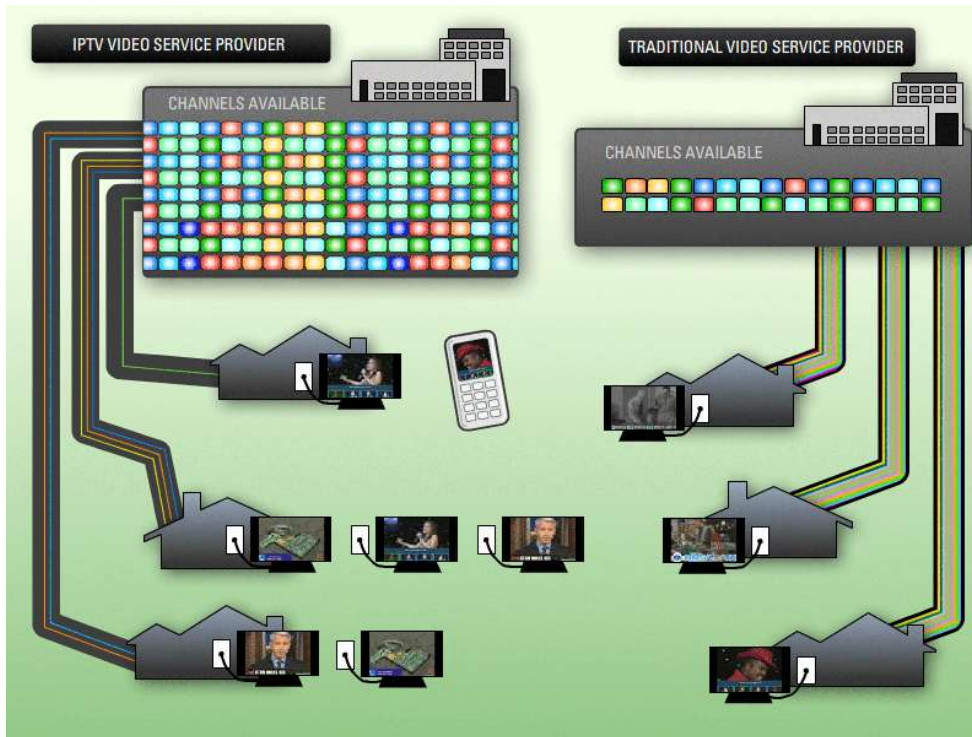 IPTV VIDEO SERVICE PROVIDER
TRADITIONAL VIDEO SERVICE PROVIDER
CHANNELS AVAILABLE
CHANNELS AVAILABLE